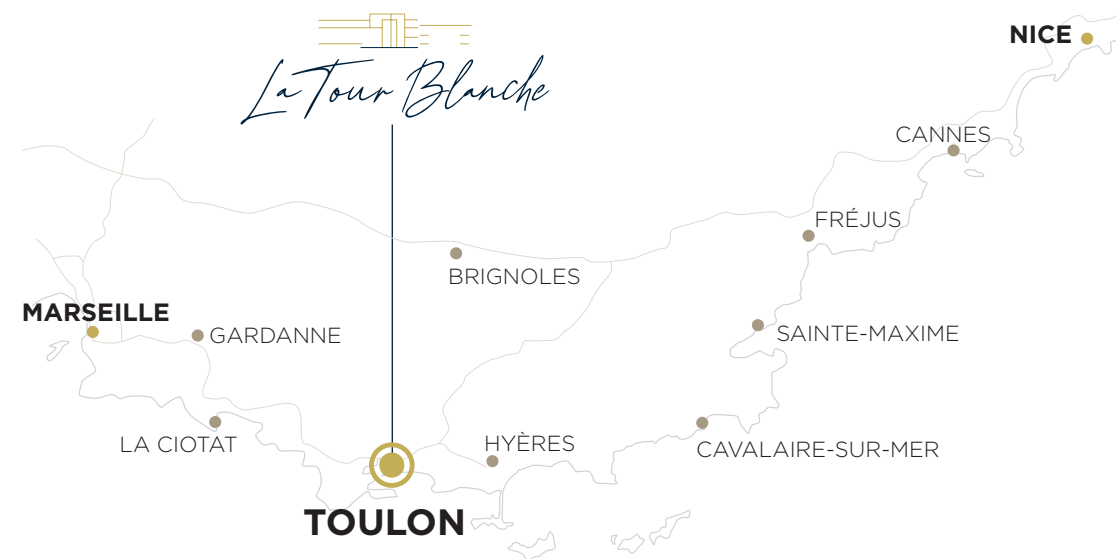 La Tour Blanche
NICE
CANNES
FRÉJUS
BRIGNOLES
MARSEILLE
GARDANNE
SAINTE-MAXIME
LA CIOTAT
HYÈRES
CAVALAIRE-SUR-MER
TOULON